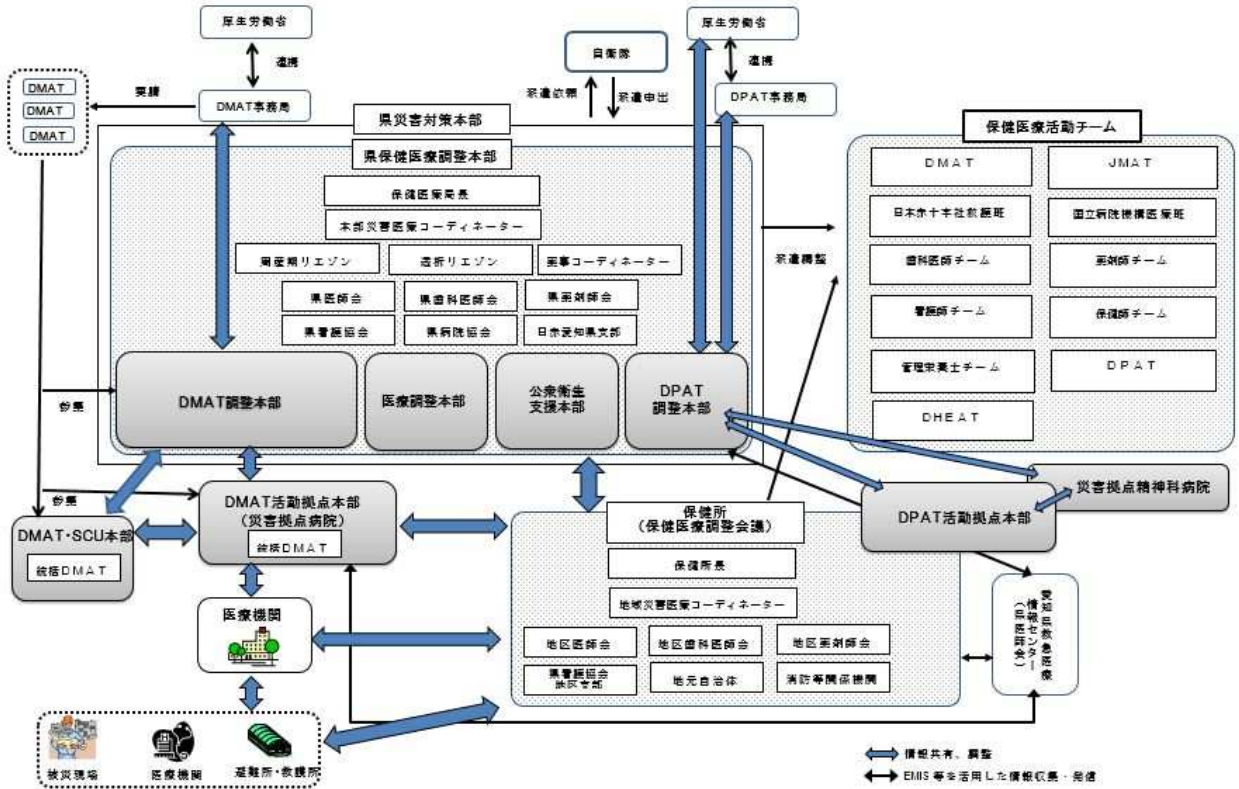 厚生労働省
厚生労働省
連携
連携
自衛隊
派遣依頼
派遣申出
DMAT
DMAT
DMAT
要請
DMAT事務局
DPAT事務局
県災害対策本部
県保健医療調整本部
保健医療局長
本部災害医療コーディネーター
周産期リエゾン
透析リエゾン
薬事コーディネーター
県医師会
県歯科医師会
県薬剤師会
県看護協会
県病院協会
日赤愛知県支部
DMAT調整本部
医療調整本部
公衆衛生
支援本部
DPAT
調整本部
派遣調整
保健医療活動チーム
DMAT
JMAT
日本赤十字社救護班
国立病院機構医療班
歯科医師チーム
薬剤師チーム
看護師チーム
保健師チーム
管理栄養士チーム
DPAT
DHEAT
参集
参集
DMAT・SCU本部
統括DMAT
DMAT活動拠点本部
(災害拠点病院)
統括DMAT
保健所
(保健医療調整会議)
保健所長
地域災害医療コーディネーター
地区医師会
地区歯科医師会
地区薬剤師会
県看護協会
地区支部
地元自治体
消防等関係機関
DPAT活動拠点本部
災害拠点精神科病院
愛知県救急医療
情報センター
(県医師会)
医療機関
被災現場
医療機関
避難所・救護所
情報共有、調整
EMIS等を活用した情報収集・発信